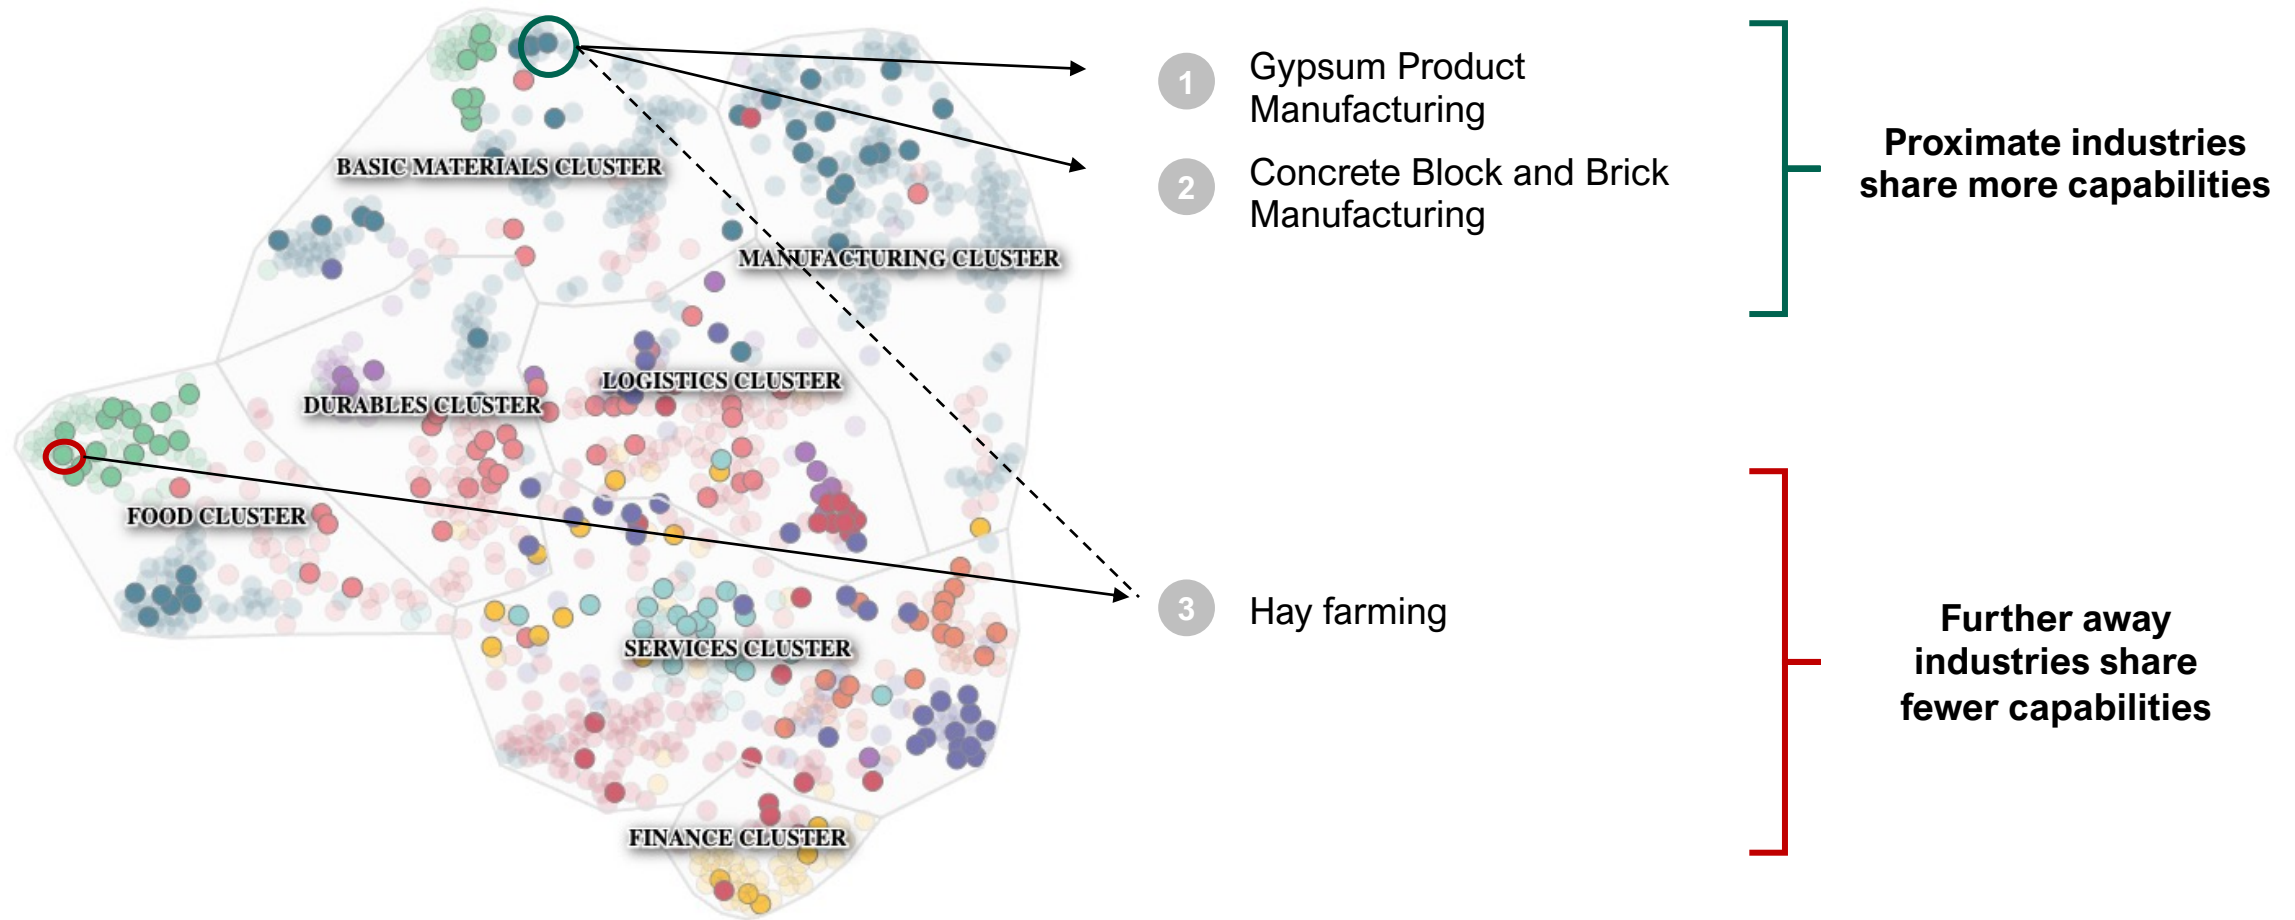 BASIC MATERIALS CLUSTER
MANUFACTURING CLUSTER
LOGISTICS CLUSTER
DURABLES CLUSTER
FOOD CLUSTER
SERVICES CLUSTER
FINANCE CLUSTER
1
Gypsum Product
Manufacturing
2
Concrete Block and Brick
Manufacturing
3
Hay farming
Proximate industries
share more capabilities
Further away
industries share
fewer capabilities